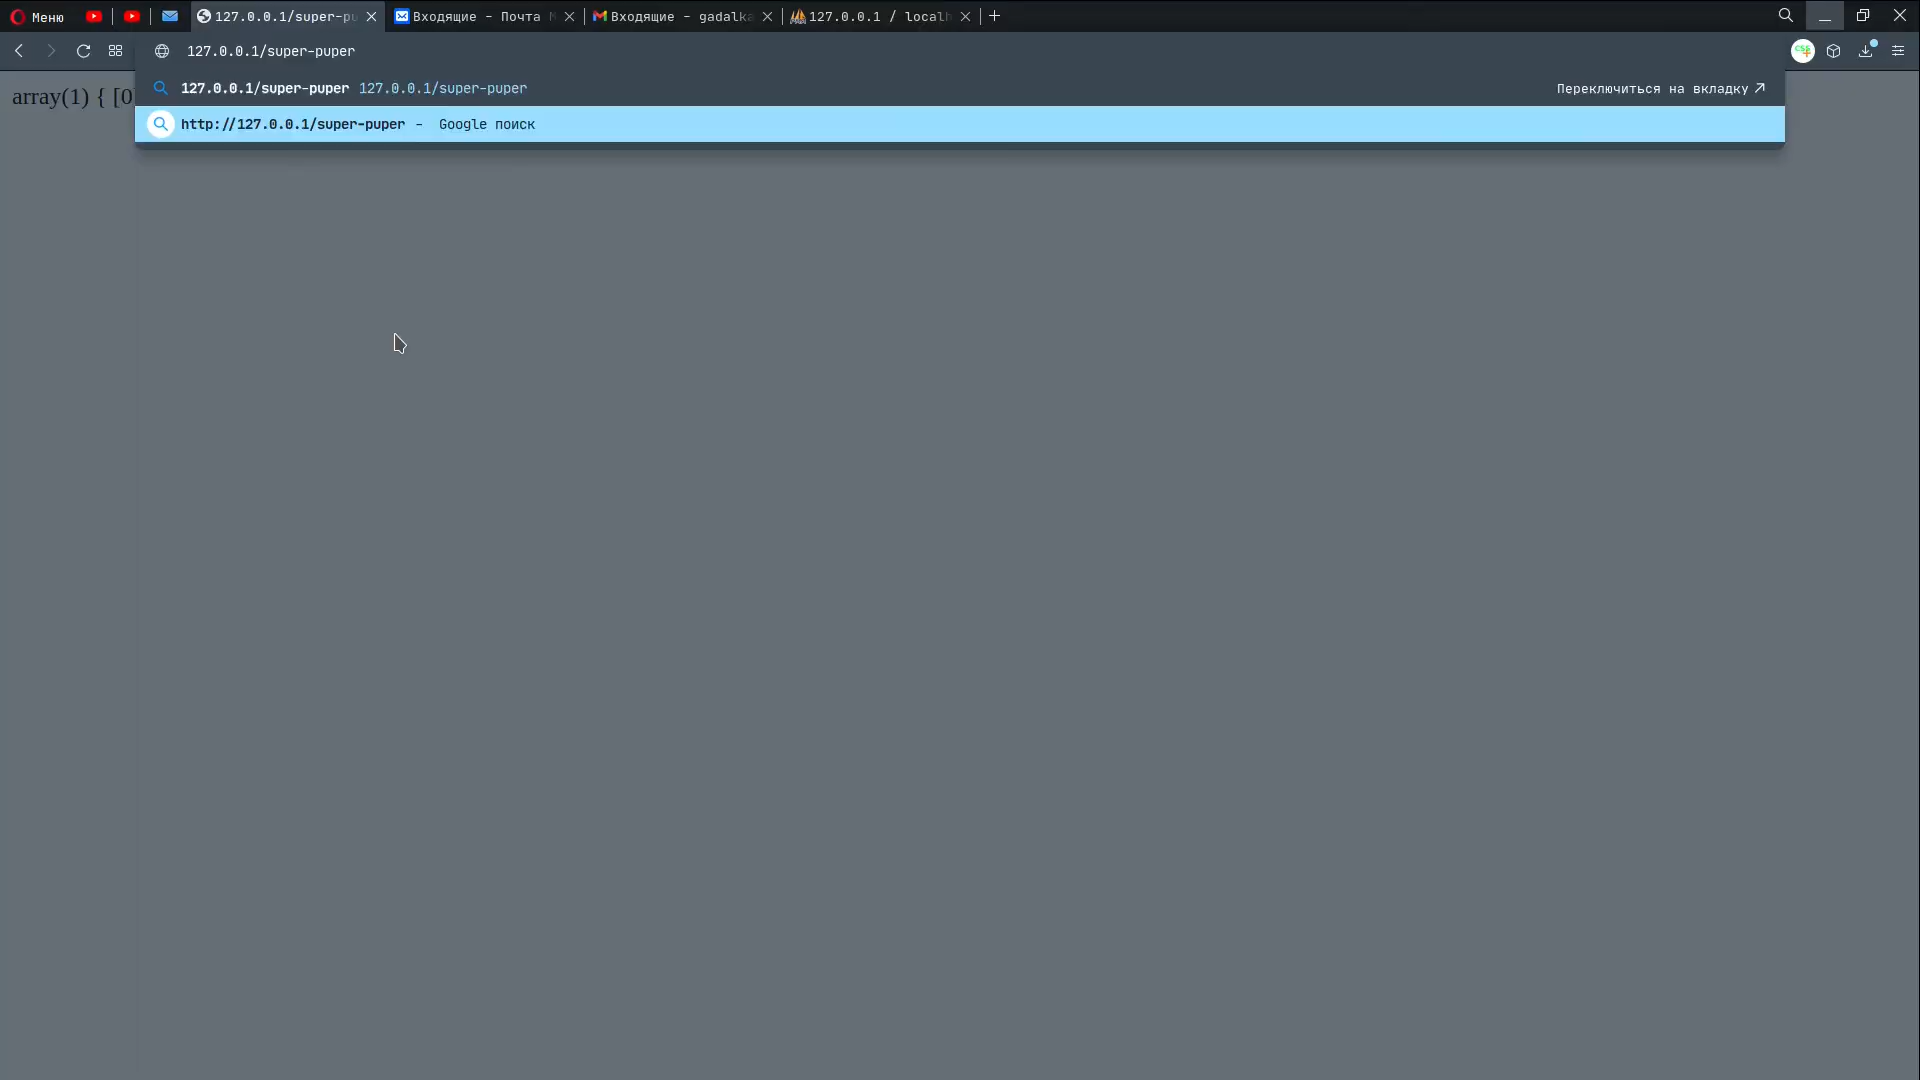 Меню
127.0.0.1/super-pu
Входящие – Почта M
Входящие – gadalka
127.0.0.1 / localh
127.0.0.1/super-puper
127.0.0.1/super-puper 127.0.0.1/super-puper Переключиться на вкладку
array(1) { [0
http://127.0.0.1/super-puper – Google поиск